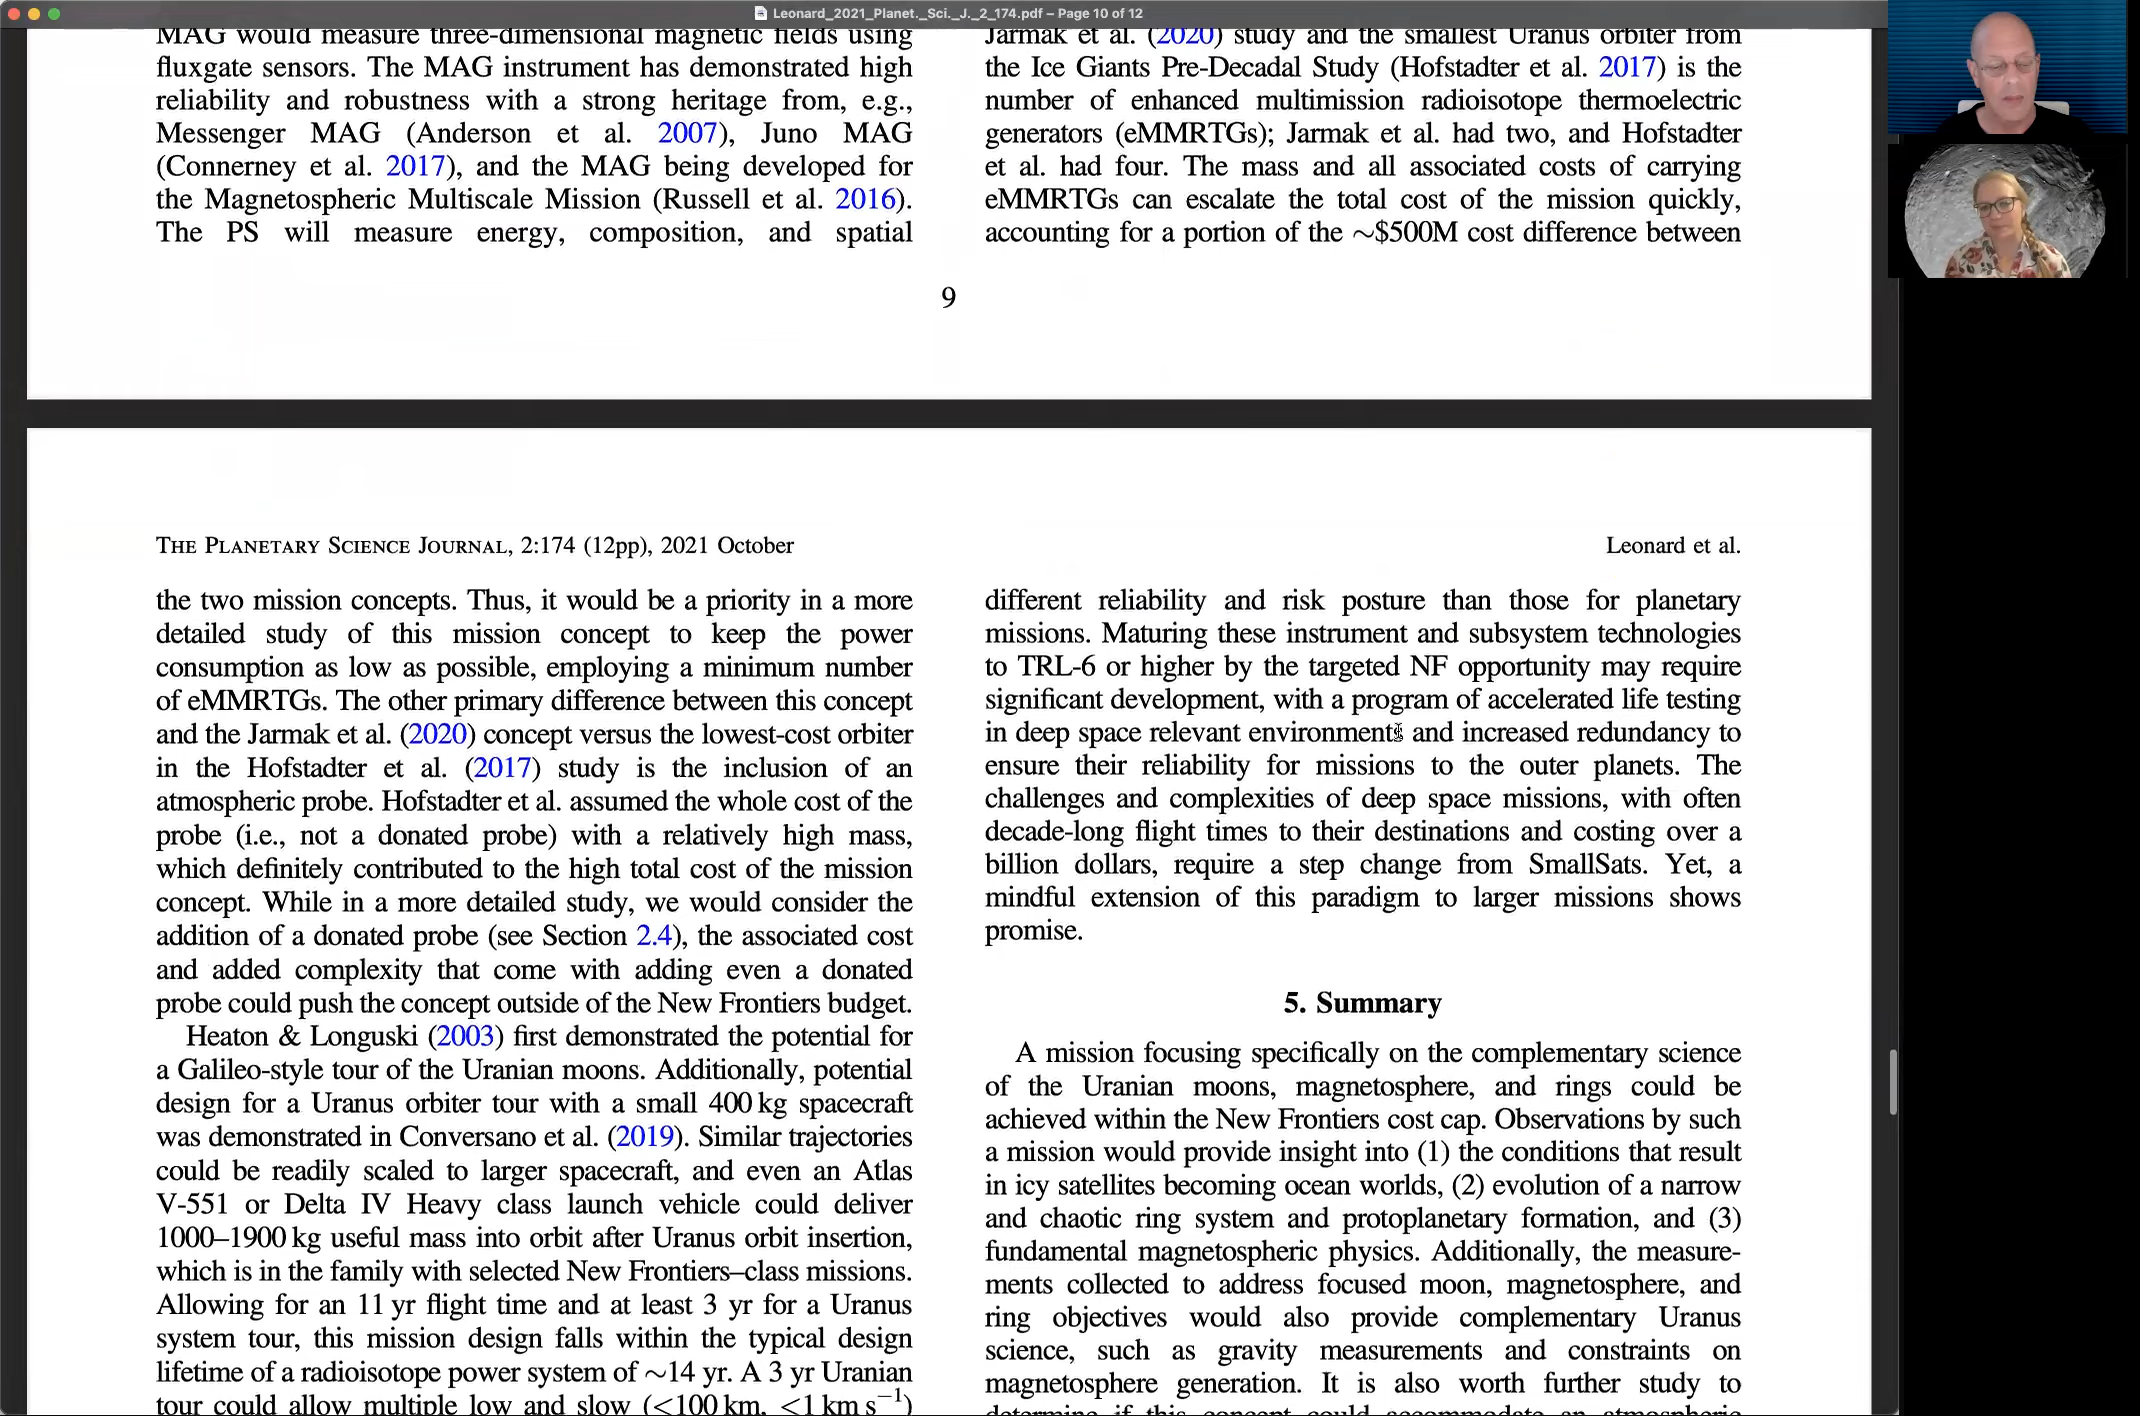 Leonard_2021_Planet._Sci._J._2_174.pdf – Page 10 of 12
MAG would measure three-dimensional magnetic fields using
fluxgate sensors. The MAG instrument has demonstrated high
reliability and robustness with a strong heritage from, e.g.,
Messenger MAG (Anderson et al. 2007), Juno MAG
(Connerney et al. 2017), and the MAG being developed for
the Magnetospheric Multiscale Mission (Russell et al. 2016).
The PS will measure energy, composition, and spatial
Jarmak et al. (2020) study and the smallest Uranus orbiter from
the Ice Giants Pre-Decadal Study (Hofstadter et al. 2017) is the
number of enhanced multimission radioisotope thermoelectric
generators (eMMRTGs); Jarmak et al. had two, and Hofstadter
et al. had four. The mass and all associated costs of carrying
eMMRTGs can escalate the total cost of the mission quickly,
accounting for a portion of the ~$500M cost difference between
9
THE PLANETARY SCIENCE JOURNAL, 2:174 (12pp), 2021 October
Leonard et al.
the two mission concepts. Thus, it would be a priority in a more
detailed study of this mission concept to keep the power
consumption as low as possible, employing a minimum number
of eMMRTGs. The other primary difference between this concept
and the Jarmak et al. (2020) concept versus the lowest-cost orbiter
in the Hofstadter et al. (2017) study is the inclusion of an
atmospheric probe. Hofstadter et al. assumed the whole cost of the
probe (i.e., not a donated probe) with a relatively high mass,
which definitely contributed to the high total cost of the mission
concept. While in a more detailed study, we would consider the
addition of a donated probe (see Section 2.4), the associated cost
and added complexity that come with adding even a donated
probe could push the concept outside of the New Frontiers budget.
Heaton & Longuski (2003) first demonstrated the potential for
a Galileo-style tour of the Uranian moons. Additionally, potential
design for a Uranus orbiter tour with a small 400 kg spacecraft
was demonstrated in Conversano et al. (2019). Similar trajectories
could be readily scaled to larger spacecraft, and even an Atlas
V-551 or Delta IV Heavy class launch vehicle could deliver
1000–1900 kg useful mass into orbit after Uranus orbit insertion,
which is in the family with selected New Frontiers–class missions.
Allowing for an 11 yr flight time and at least 3 yr for a Uranus
system tour, this mission design falls within the typical design
lifetime of a radioisotope power system of ~14 yr. A 3 yr Uranian
tour could allow multiple low and slow (<100 km, <1 km s⁻¹)
different reliability and risk posture than those for planetary
missions. Maturing these instrument and subsystem technologies
to TRL-6 or higher by the targeted NF opportunity may require
significant development, with a program of accelerated life testing
in deep space relevant environments and increased redundancy to
ensure their reliability for missions to the outer planets. The
challenges and complexities of deep space missions, with often
decade-long flight times to their destinations and costing over a
billion dollars, require a step change from SmallSats. Yet, a
mindful extension of this paradigm to larger missions shows
promise.
5. Summary
A mission focusing specifically on the complementary science
of the Uranian moons, magnetosphere, and rings could be
achieved within the New Frontiers cost cap. Observations by such
a mission would provide insight into (1) the conditions that result
in icy satellites becoming ocean worlds, (2) evolution of a narrow
and chaotic ring system and protoplanetary formation, and (3)
fundamental magnetospheric physics. Additionally, the measure-
ments collected to address focused moon, magnetosphere, and
ring objectives would also provide complementary Uranus
science, such as gravity measurements and constraints on
magnetosphere generation. It is also worth further study to
determine if this concept could accommodate an atmospheric